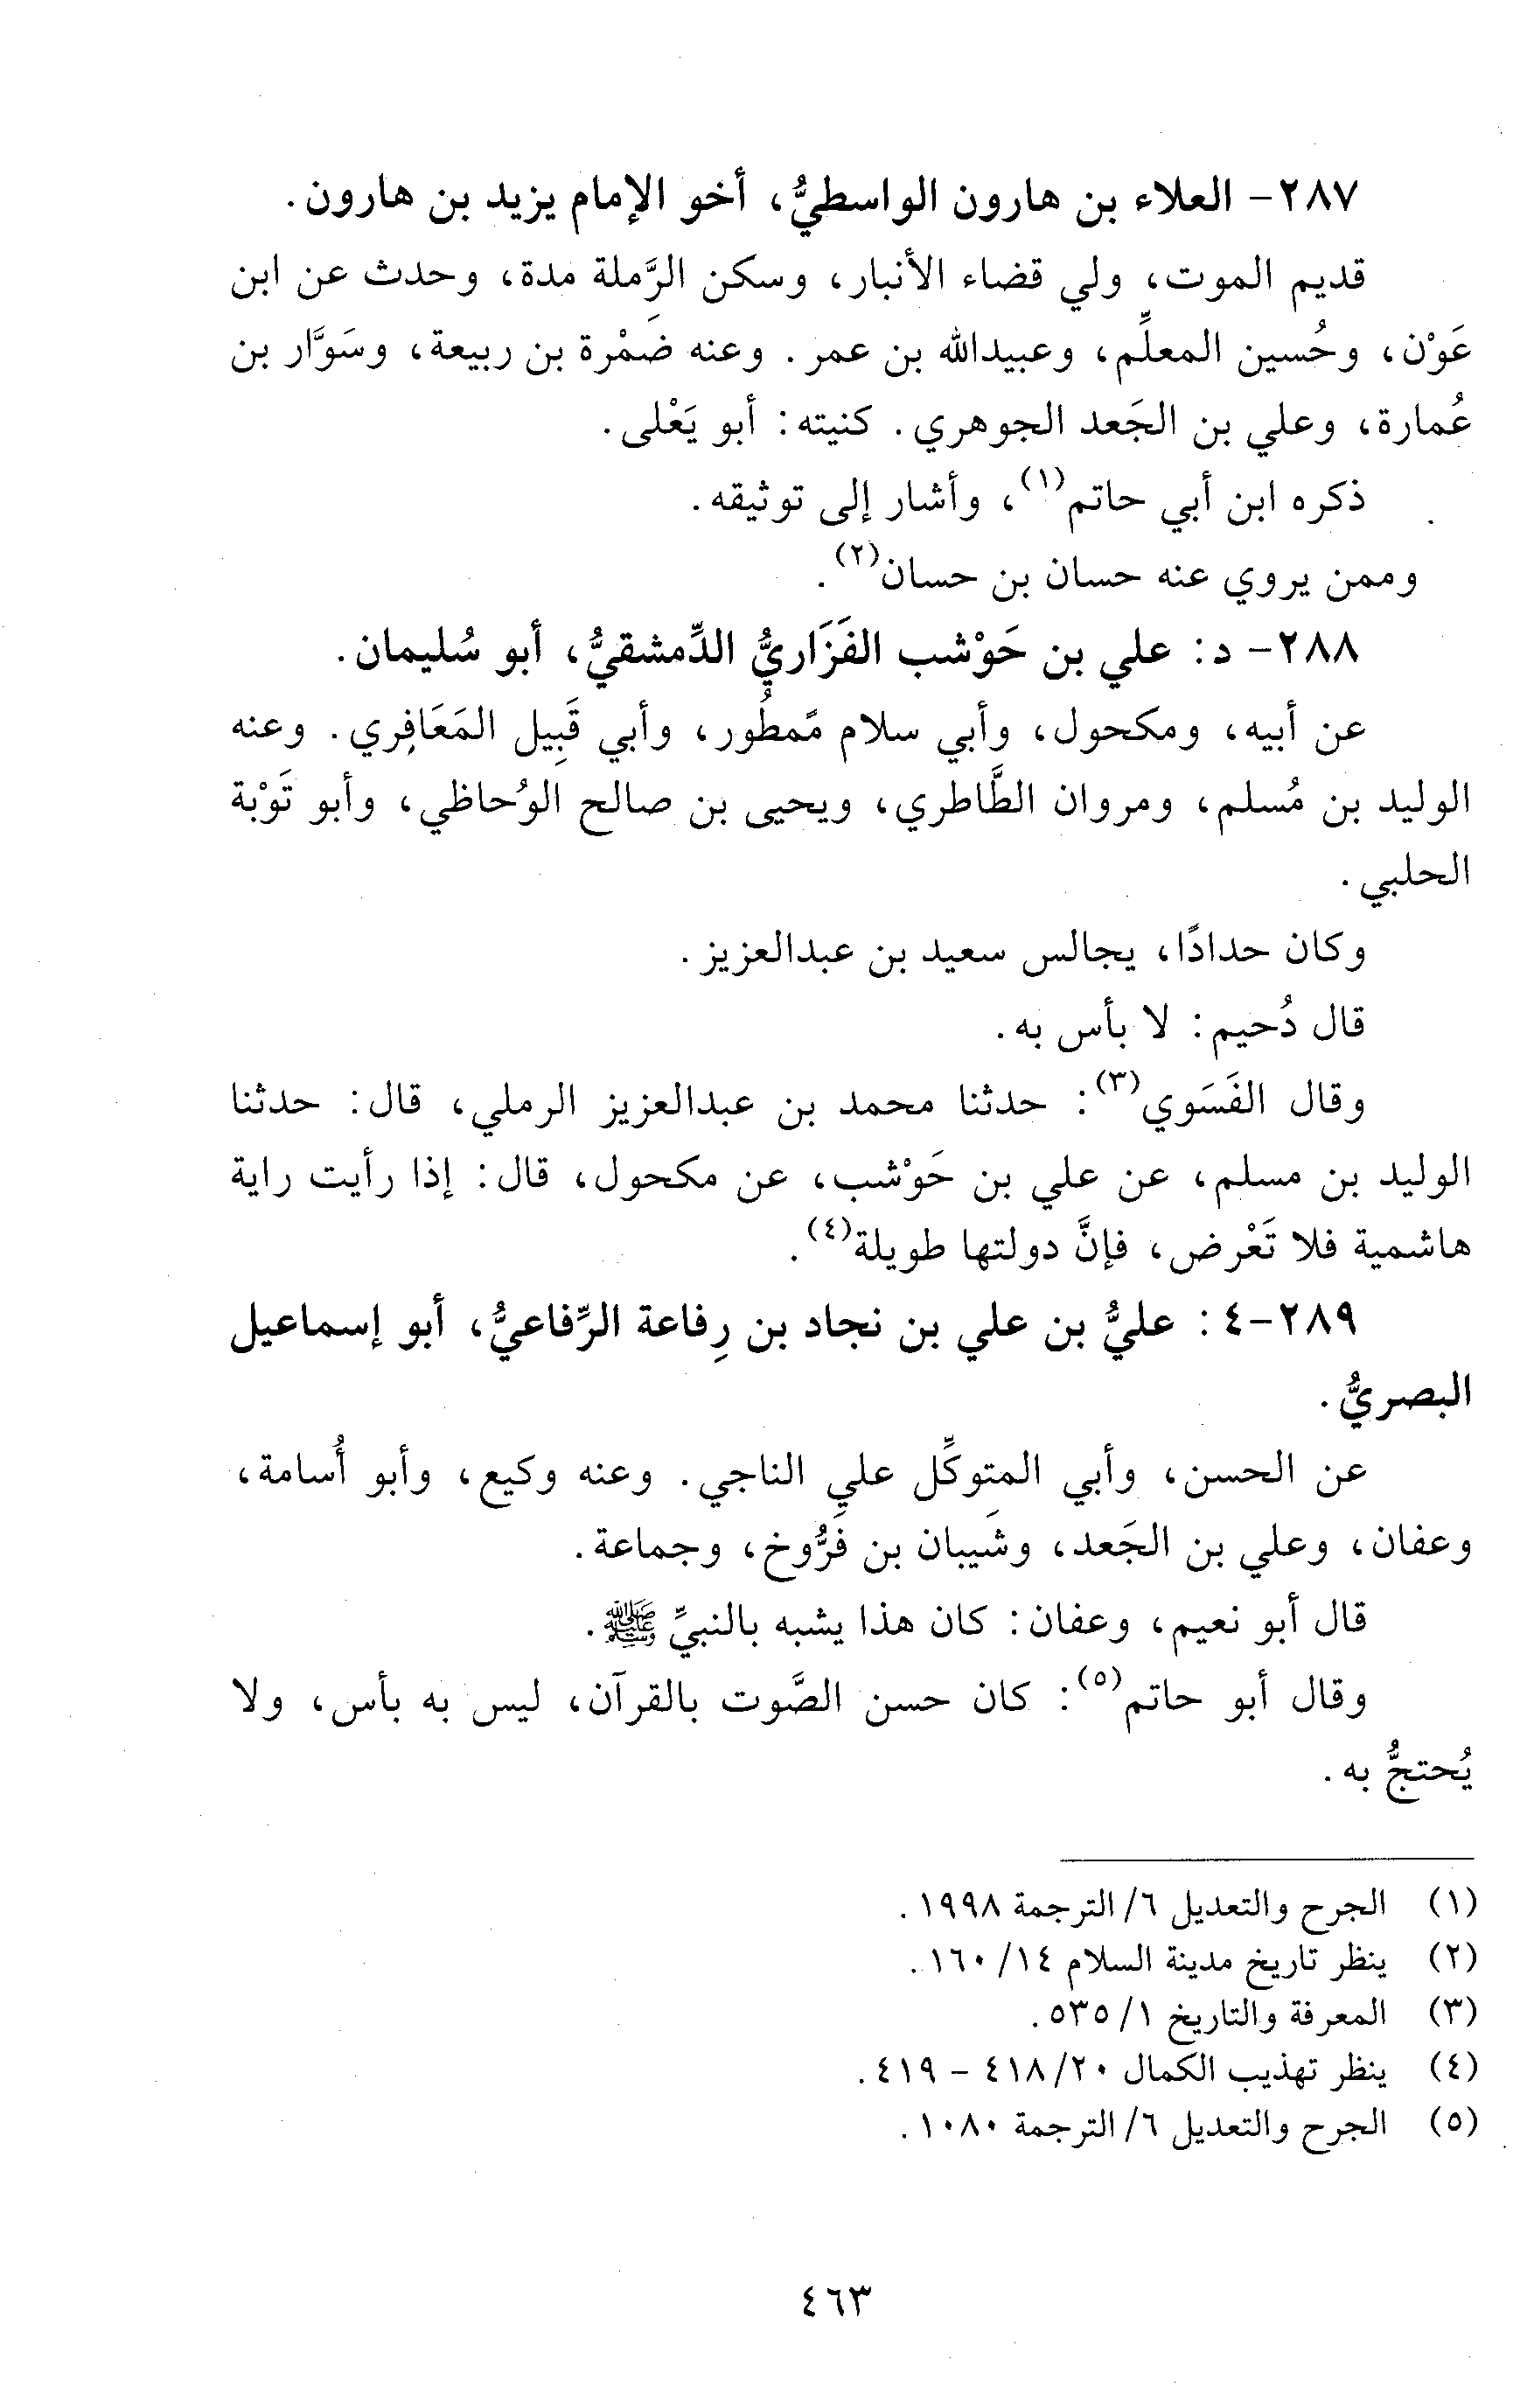 ٢٨٧- العلاء بن هارون الواسطيُّ، أخو الإمام يزيد بن هارون.
قديم الموت، ولي قضاء الأنبار، وسكن الرَّملة مدة، وحدث عن ابن
عَوْن، وحُسين المعلِّم، وعبيدالله بن عمر. وعنه ضَمْرة بن ربيعة، وسَوَّار بن
عُمارة، وعلي بن الجَعد الجوهري. كنيته: أبو يَعْلى.
ذكره ابن أبي حاتم(١)، وأشار إلى توثيقه.
وممن يروي عنه حسان بن حسان(٢).
٢٨٨- د: علي بن حَوْشب الفَزَاريُّ الدِّمشقيُّ، أبو سُليمان.
عن أبيه، ومكحول، وأبي سلام مَمطُور، وأبي قَبِيل المَعَافِري. وعنه
الوليد بن مُسلم، ومروان الطَّاطري، ويحيى بن صالح الوُحاظي، وأبو تَوْبة
الحلبي.
وكان حدادًا، يجالس سعيد بن عبدالعزيز.
قال دُحيم: لا بأس به.
وقال الفَسَوي(٣): حدثنا محمد بن عبدالعزيز الرملي، قال: حدثنا
الوليد بن مسلم، عن علي بن حَوْشب، عن مكحول، قال: إذا رأيت راية
هاشمية فلا تَعْرض، فإنَّ دولتها طويلة(٤).
٢٨٩-٤: عليُّ بن علي بن نجاد بن رِفاعة الرِّفاعيُّ، أبو إسماعيل
البصريُّ.
عن الحسن، وأبي المتوكِّل علي الناجي. وعنه وكيع، وأبو أُسامة،
وعفان، وعلي بن الجَعد، وشَيبان بن فَرُّوخ، وجماعة.
قال أبو نعيم، وعفان: كان هذا يشبه بالنبيِّ ﷺ.
وقال أبو حاتم(٥): كان حسن الصَّوت بالقرآن، ليس به بأس، ولا
يُحتجُّ به.
(١) الجرح والتعديل ٦/ الترجمة ١٩٩٨.
(٢) ينظر تاريخ مدينة السلام ١٤/ ١٦٠.
(٣) المعرفة والتاريخ ١/ ٥٣٥.
(٤) ينظر تهذيب الكمال ٢٠/ ٤١٨ - ٤١٩.
(٥) الجرح والتعديل ٦/ الترجمة ١٠٨٠.
٤٦٣